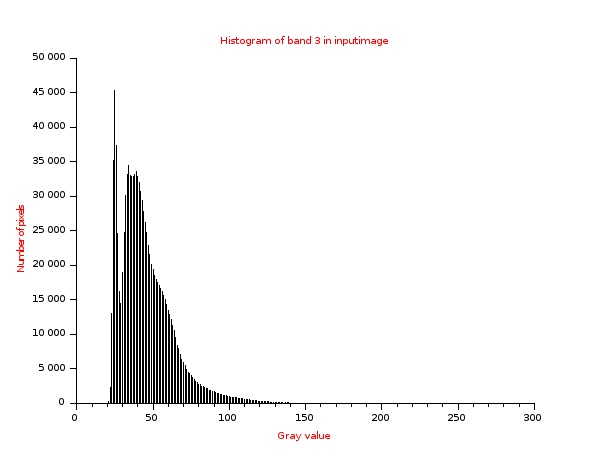 Histogram of band 3 in inputimage
50 000
45 000
40 000
35 000
30 000
25 000
20 000
15 000
10 000
5 000
0
Number of pixels
0 50 100 150 200 250 300
Gray value